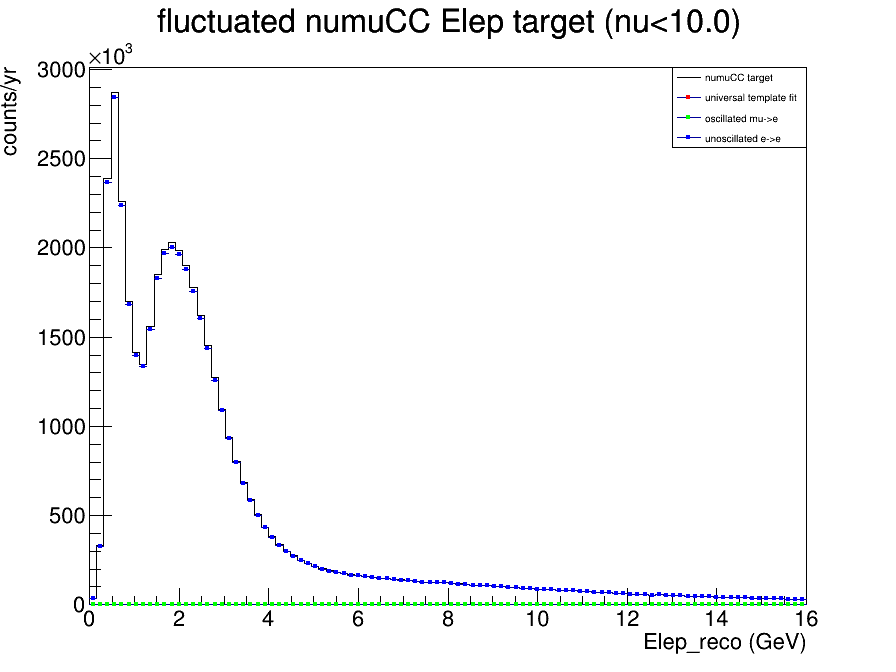 fluctuated numuCC Elep target (nu<10.0)
×10³
counts/yr
3000
2500
2000
1500
1000
500
0
numuCC target
universal template fit
oscillated mu->e
unoscillated e->e
0 2 4 6 8 10 12 14 16
Elep_reco (GeV)